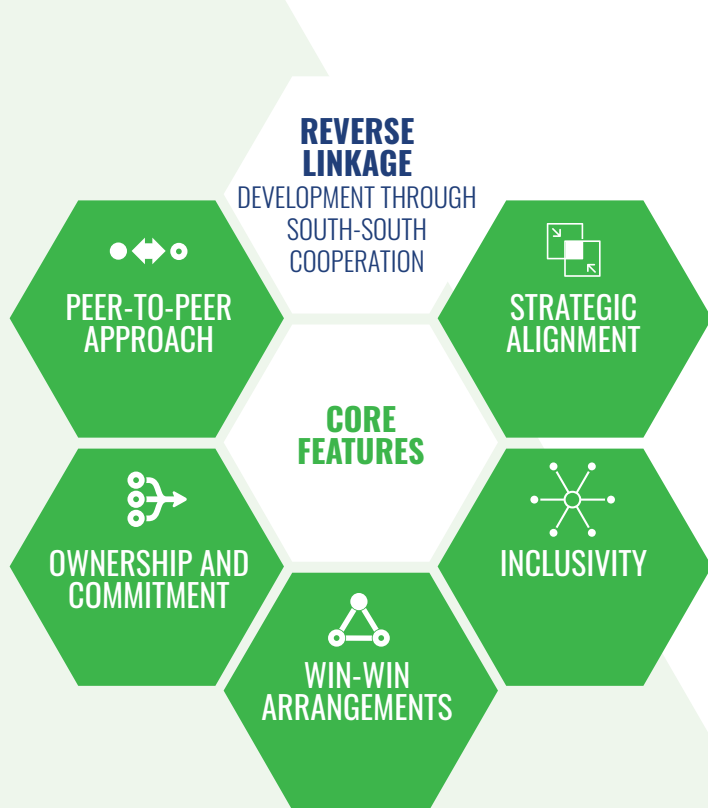 REVERSE
LINKAGE
DEVELOPMENT THROUGH
SOUTH-SOUTH
COOPERATION
PEER-TO-PEER
APPROACH
STRATEGIC
ALIGNMENT
CORE
FEATURES
OWNERSHIP AND
COMMITMENT
INCLUSIVITY
WIN-WIN
ARRANGEMENTS